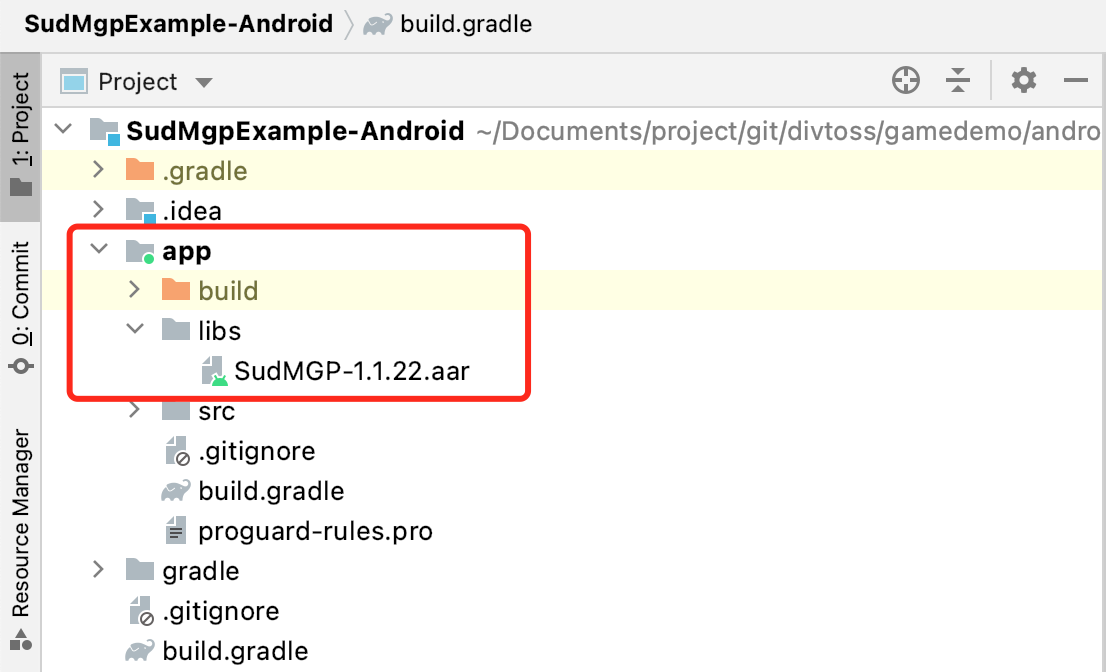 SudMgpExample-Android build.gradle
Project
1: Project
SudMgpExample-Android ~/Documents/project/git/divtoss/gamedemo/andro
.gradle
.idea
app
build
0: Commit
libs
SudMGP-1.1.22.aar
src
.gitignore
build.gradle
proguard-rules.pro
Resource Manager
gradle
.gitignore
build.gradle